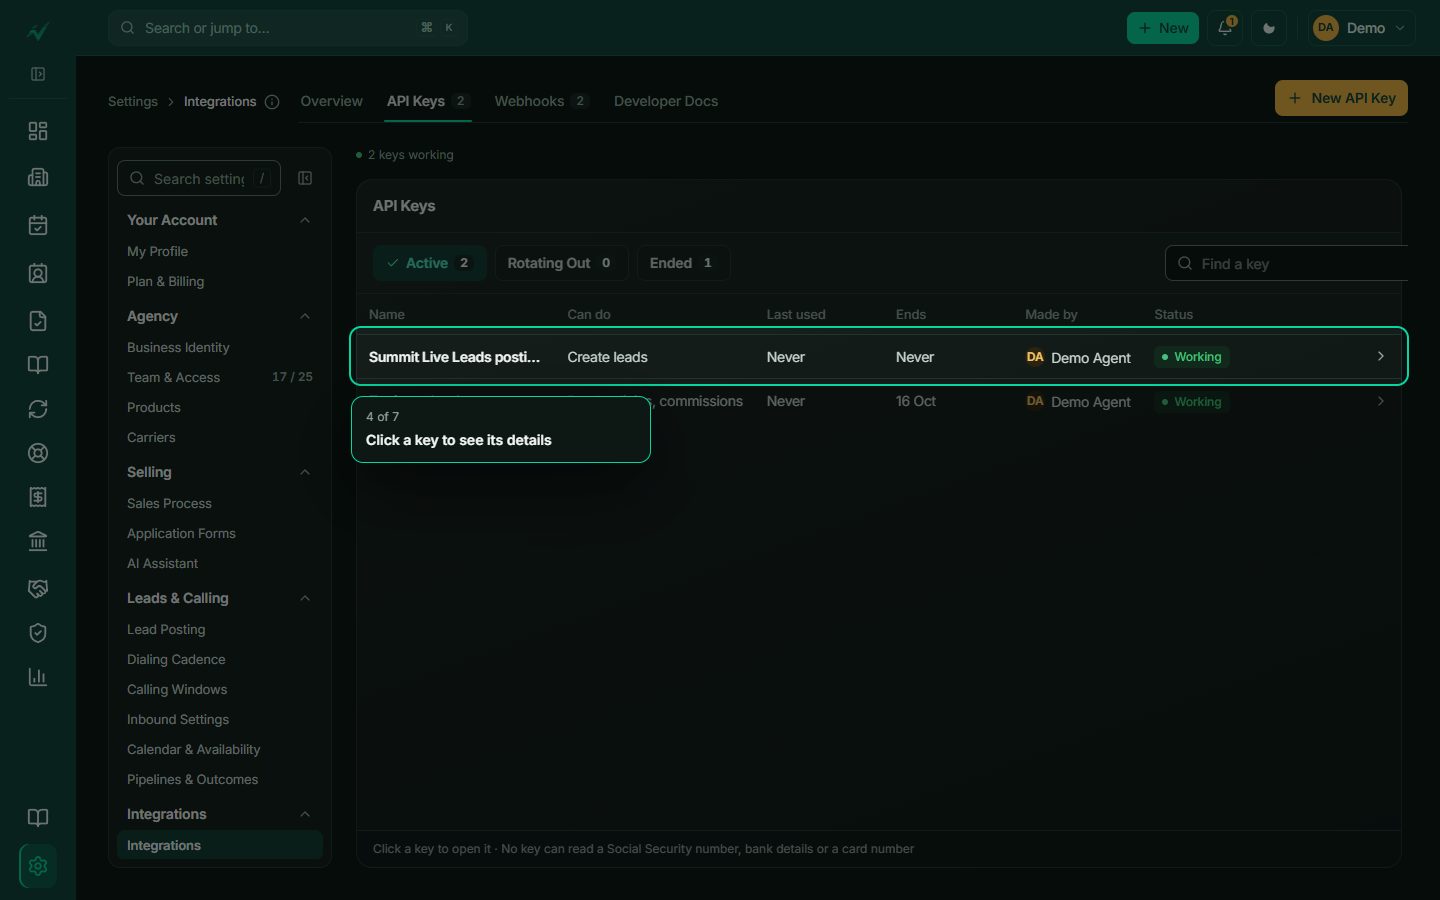 Search or jump to...
⌘ K
New
1
DA Demo
Settings > Integrations
Overview
API Keys 2
Webhooks 2
Developer Docs
New API Key
Search setting /
2 keys working
Your Account
My Profile
Plan & Billing
Agency
Business Identity
Team & Access 17 / 25
Products
Carriers
Selling
Sales Process
Application Forms
AI Assistant
Leads & Calling
Lead Posting
Dialing Cadence
Calling Windows
Inbound Settings
Calendar & Availability
Pipelines & Outcomes
Integrations
Integrations
API Keys
Active 2
Rotating Out 0
Ended 1
Find a key
Name Can do Last used Ends Made by Status
Summit Live Leads posti... Create leads Never Never DA Demo Agent Working
, commissions Never 16 Oct DA Demo Agent Working
4 of 7
Click a key to see its details
Click a key to open it · No key can read a Social Security number, bank details or a card number